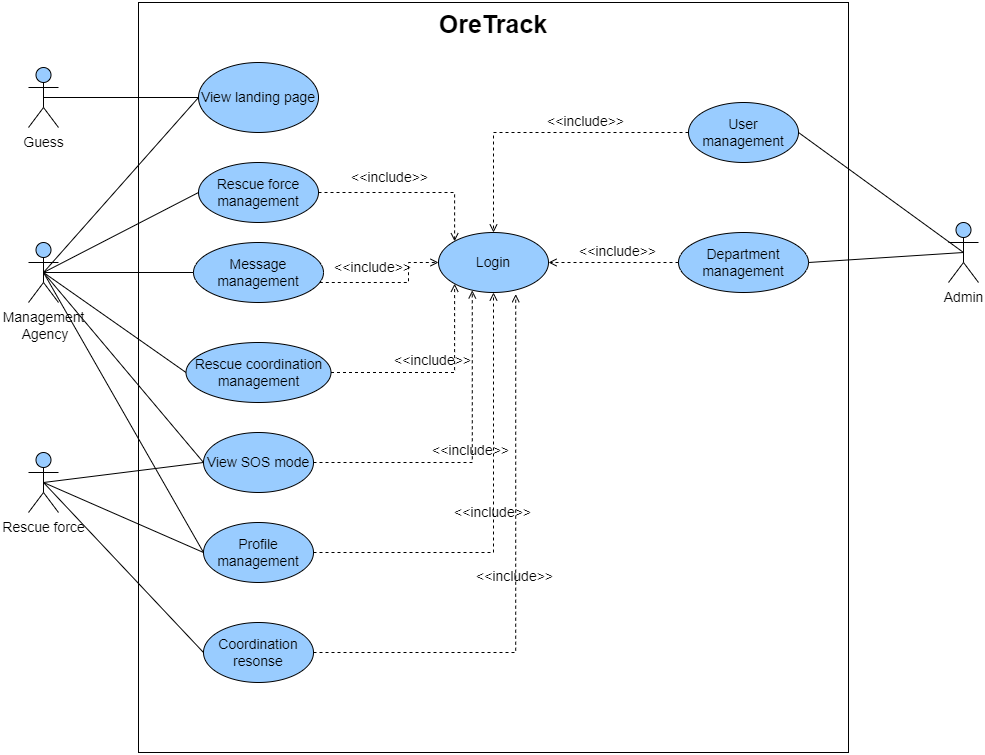 OreTrack
View landing page
Guess
<<include>>
User
management
Rescue force
management
<<include>>
Message
management
<<include>>
Login
<<include>>
Department
management
Admin
Management
Agency
Rescue coordination
management
<<include>>
View SOS mode
<<include>>
Rescue force
<<include>>
Profile
management
<<include>>
Coordination
resonse